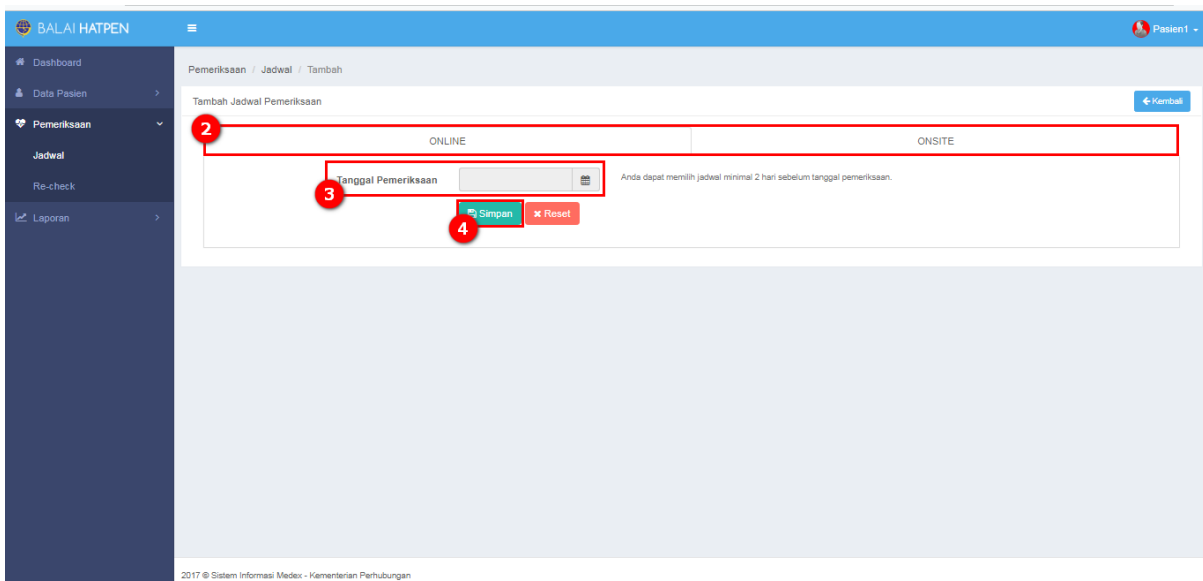 BALAI HATPEN
Pasien1
Dashboard
Data Pasien
Pemeriksaan
Jadwal
Re-check
Laporan
Pemeriksaan / Jadwal / Tambah
Tambah Jadwal Pemeriksaan
Kembali
2
ONLINE
ONSITE
3
Tanggal Pemeriksaan
Anda dapat memilih jadwal minimal 2 hari sebelum tanggal pemeriksaan.
4
Simpan
Reset
2017 © Sistem Informasi Medex - Kementerian Perhubungan